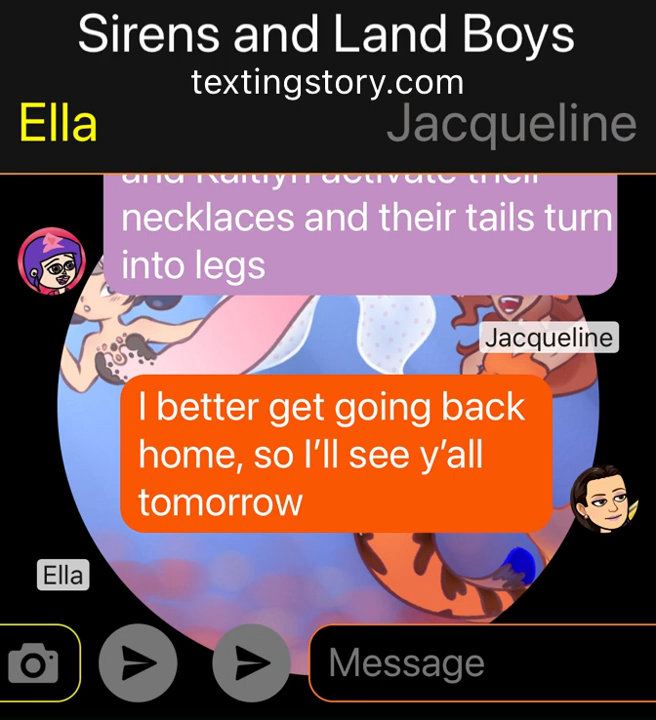 Sirens and Land Boys
textingstory.com
Ella
Jacqueline
and Kaitlyn activate their
necklaces and their tails turn
into legs
Jacqueline
I better get going back
home, so I’ll see y’all
tomorrow
Ella
Message